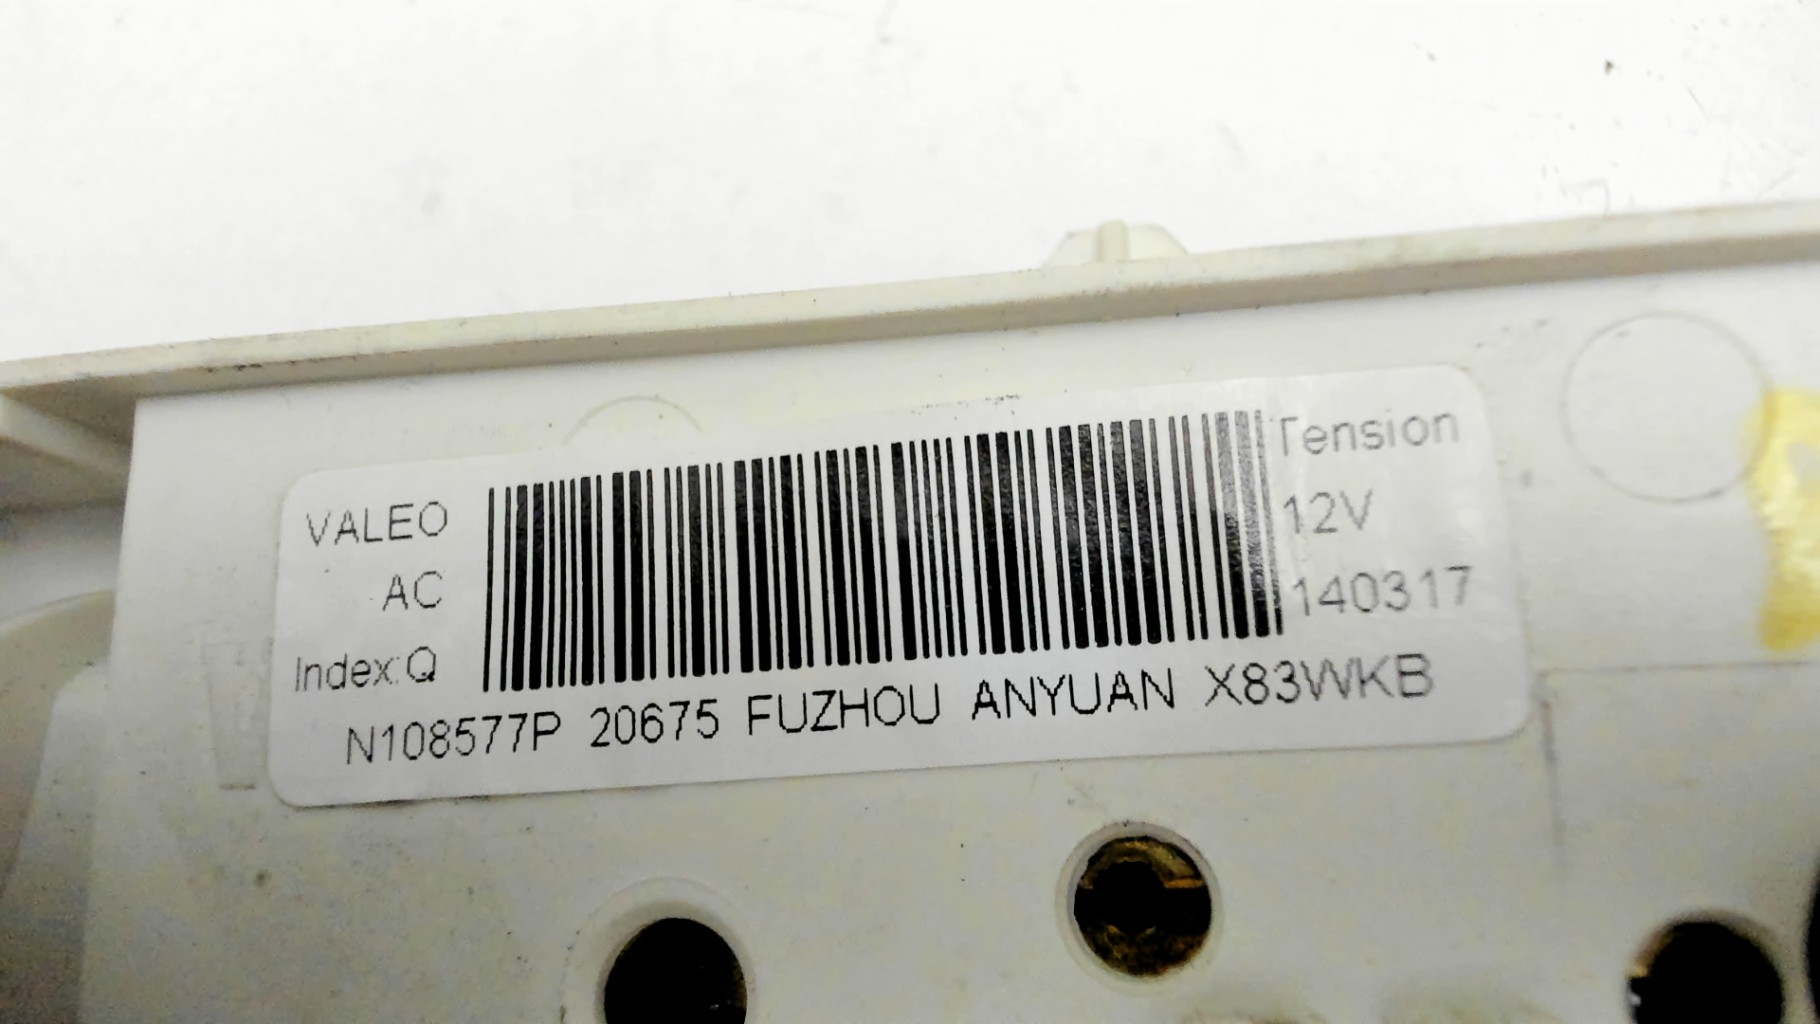 VALEO
AC
Index:Q
Tension
12V
140317
N108577P 20675 FUZHOU ANYUAN X83WKB